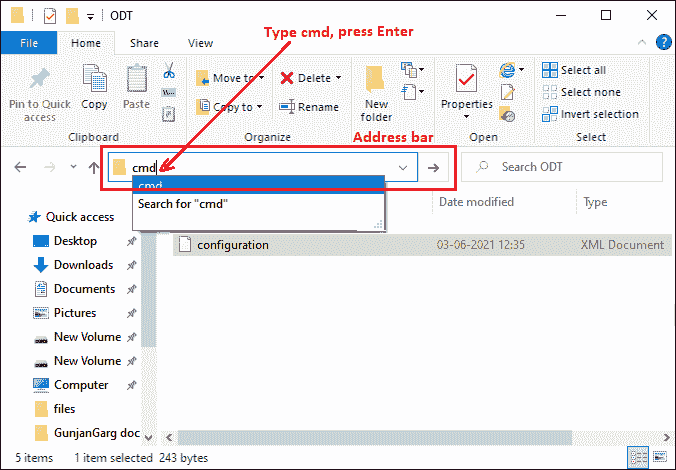 ODT
Type cmd, press Enter
File Home Share View
Pin to Quick access
Copy
Paste
Clipboard
Move to
Copy to
Delete
Rename
Organize
New folder
Properties
Open
Select all
Select none
Invert selection
Select
Address bar
cmd
Search ODT
cmd
Search for "cmd"
Date modified Type
configuration 03-06-2021 12:35 XML Document
Quick access
Desktop
Downloads
Documents
Pictures
New Volume
New Volume
Computer
files
GunjanGarg doc
5 items 1 item selected 243 bytes